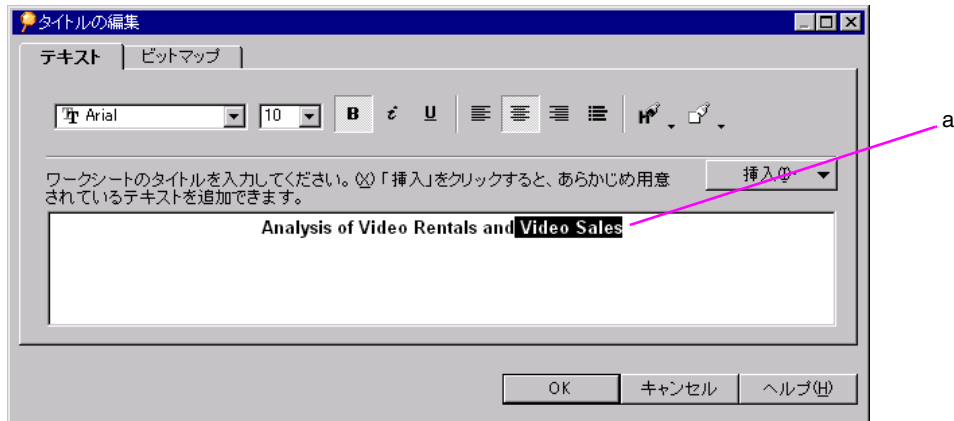 タイトルの編集
テキスト ビットマップ
Arial 10 B i U
a
ワークシートのタイトルを入力してください。(X)「挿入」をクリックすると、あらかじめ用意
されているテキストを追加できます。
挿入(I)
Analysis of Video Rentals and Video Sales
OK キャンセル ヘルプ(H)